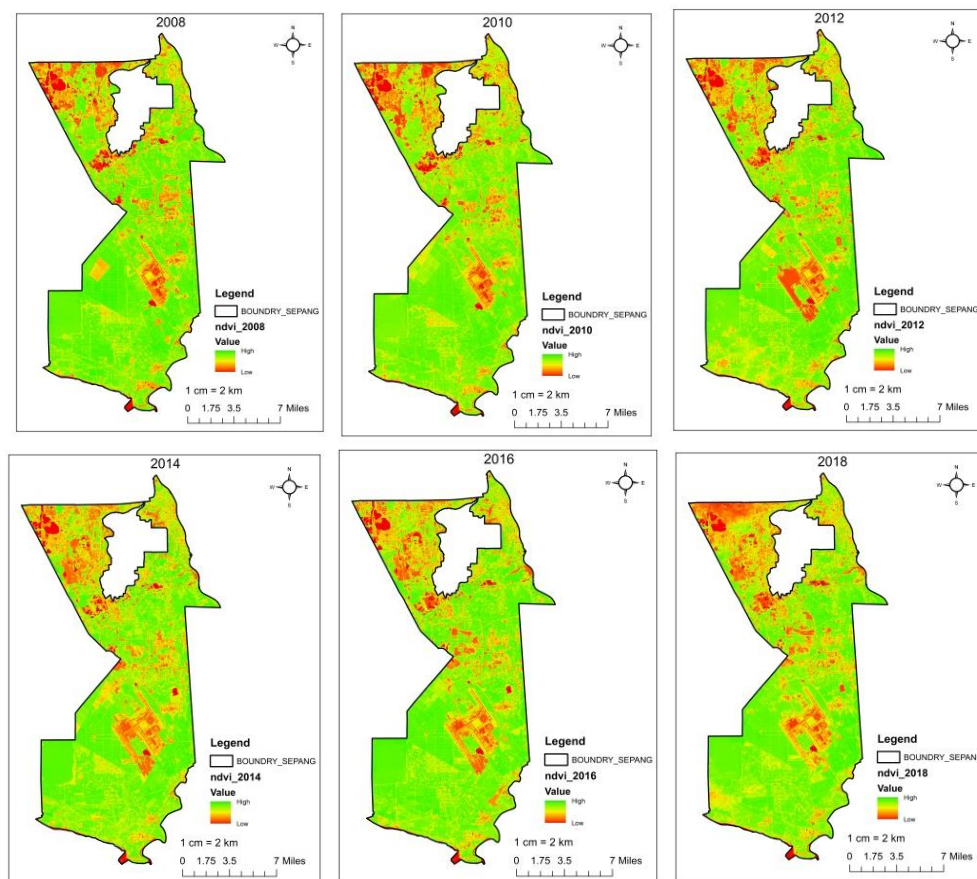 2008
N
W E
S
Legend
BOUNDRY_SEPANG
ndvi_2008
Value
High
Low
1 cm = 2 km
0 1.75 3.5 7 Miles
2010
N
W E
S
Legend
BOUNDRY_SEPANG
ndvi_2010
Value
High
Low
1 cm = 2 km
0 1.75 3.5 7 Miles
2012
N
W E
S
Legend
BOUNDRY_SEPANG
ndvi_2012
Value
High
Low
1 cm = 2 km
0 1.75 3.5 7 Miles
2014
N
W E
S
Legend
BOUNDRY_SEPANG
ndvi_2014
Value
High
Low
1 cm = 2 km
0 1.75 3.5 7 Miles
2016
N
W E
S
Legend
BOUNDRY_SEPANG
ndvi_2016
Value
High
Low
1 cm = 2 km
0 1.75 3.5 7 Miles
2018
N
W E
S
Legend
BOUNDRY_SEPANG
ndvi_2018
Value
High
Low
1 cm = 2 km
0 1.75 3.5 7 Miles